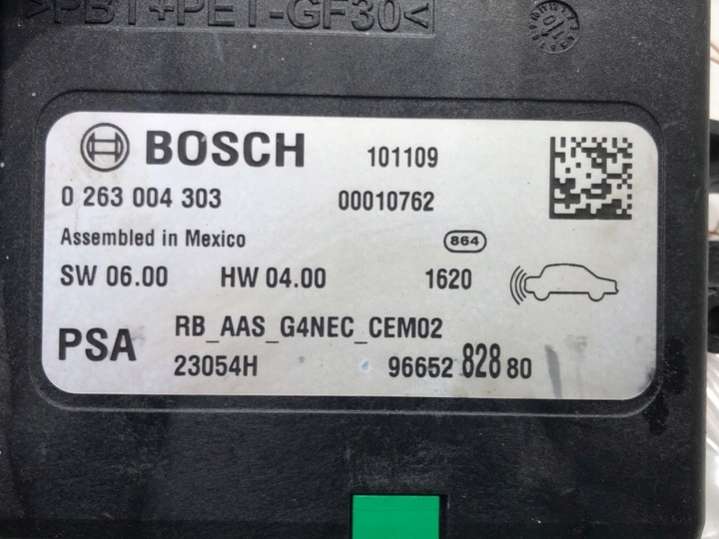 >PBT+PET-GF30<
BOSCH 101109
0 263 004 303 00010762
Assembled in Mexico 864
SW 06.00 HW 04.00 1620
PSA RB_AAS_G4NEC_CEM02
23054H 96652 828 80